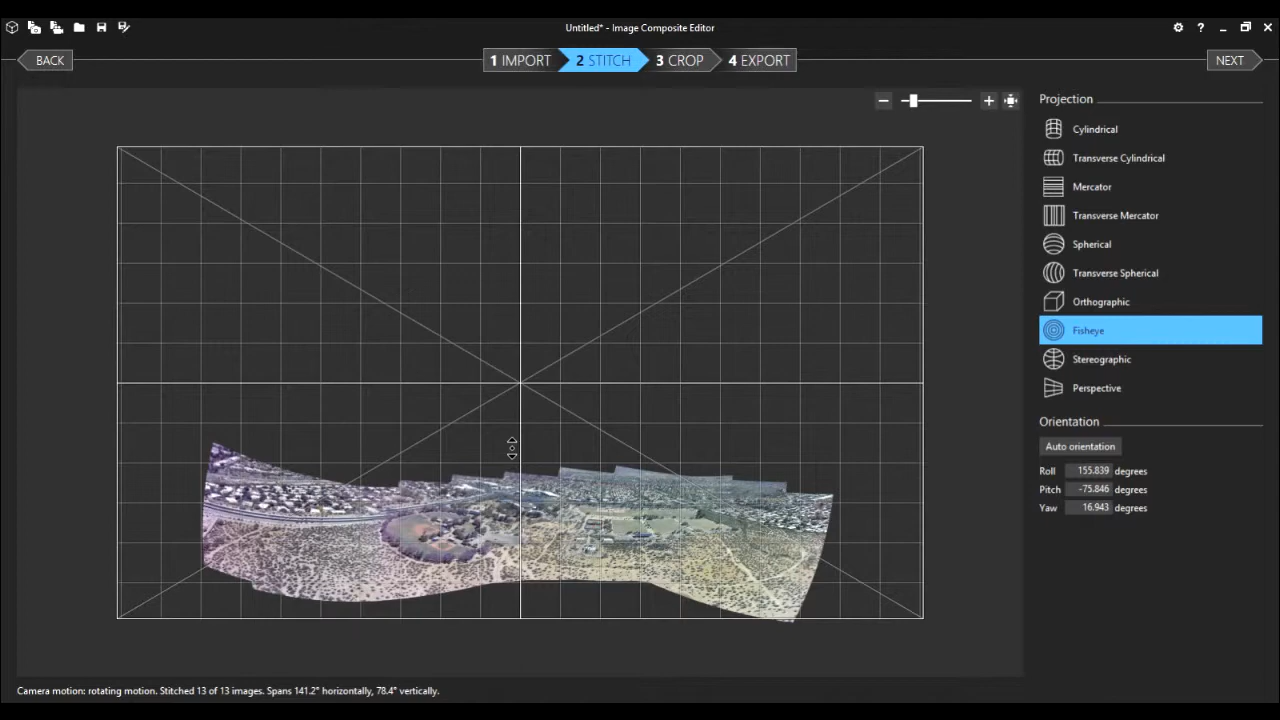 Untitled* - Image Composite Editor
BACK
1 IMPORT
2 STITCH
3 CROP
4 EXPORT
NEXT
Projection
Cylindrical
Transverse Cylindrical
Mercator
Transverse Mercator
Spherical
Transverse Spherical
Orthographic
Fisheye
Stereographic
Perspective
Orientation
Auto orientation
Roll 155.839 degrees
Pitch -75.846 degrees
Yaw 16.943 degrees
Camera motion: rotating motion. Stitched 13 of 13 images. Spans 141.2° horizontally, 78.4° vertically.